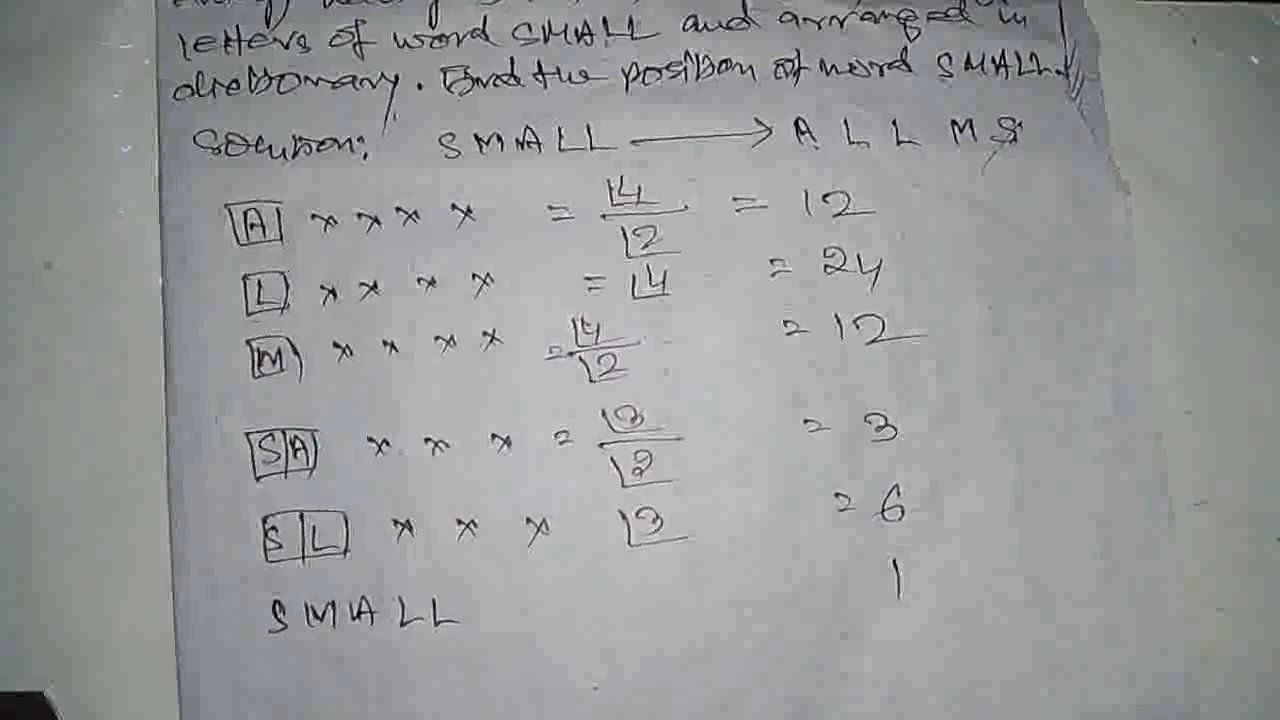 letters of word SMALL and arranged in
dictionary. Find the position of word SMALL.
Solution: SMALL → A L L M S
A × × × × = ⌊4 / ⌊2 = 12
L × × × × = ⌊4 = 24
M × × × × = ⌊4 / ⌊2 = 12
S A × × × = ⌊3 / ⌊2 = 3
S L × × × ⌊3 = 6
SMALL 1